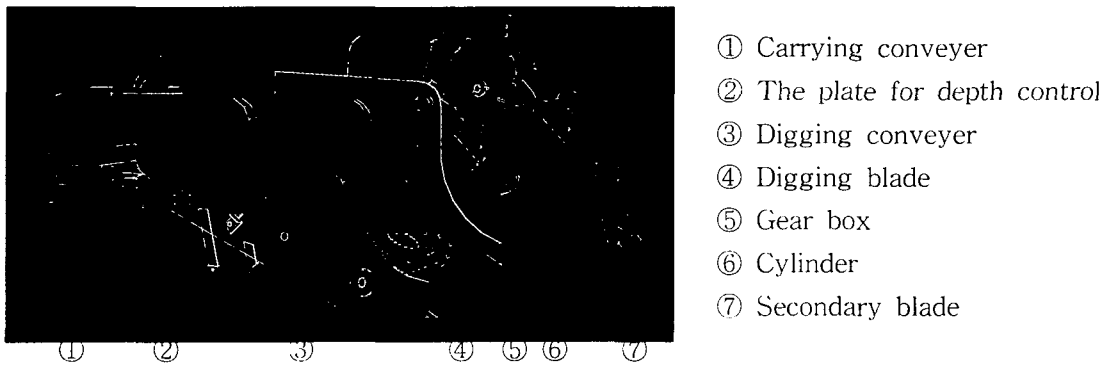 ① Carrying conveyer
② The plate for depth control
③ Digging conveyer
④ Digging blade
⑤ Gear box
⑥ Cylinder
⑦ Secondary blade
① ② ③ ④ ⑤ ⑥ ⑦